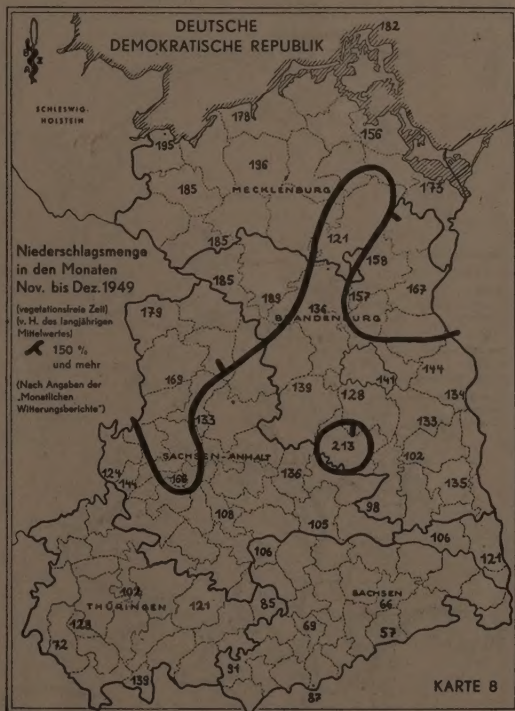 DEUTSCHE
DEMOKRATISCHE REPUBLIK
182
SCHLESWIG-
HOLSTEIN
178
156
195
196
185
MECKLENBURG
173
185
121
158
Niederschlagsmenge
in den Monaten
Nov. bis Dez. 1949
(vegetationsfreie Zeit)
(v. H. des langjährigen
Mittelwertes)
150 %
und mehr
(Nach Angaben der
„Monatlichen
Witterungsberichte")
185
183
136
157
167
BRANDENBURG
179
169
139
141
144
128
134
133
133
SACHSEN-ANHALT
213
102
124
144
168
136
135
108
105
98
106
106
121
102
THÜRINGEN
121
85
SACHSEN
66
128
69
57
72
139
91
87
KARTE 8